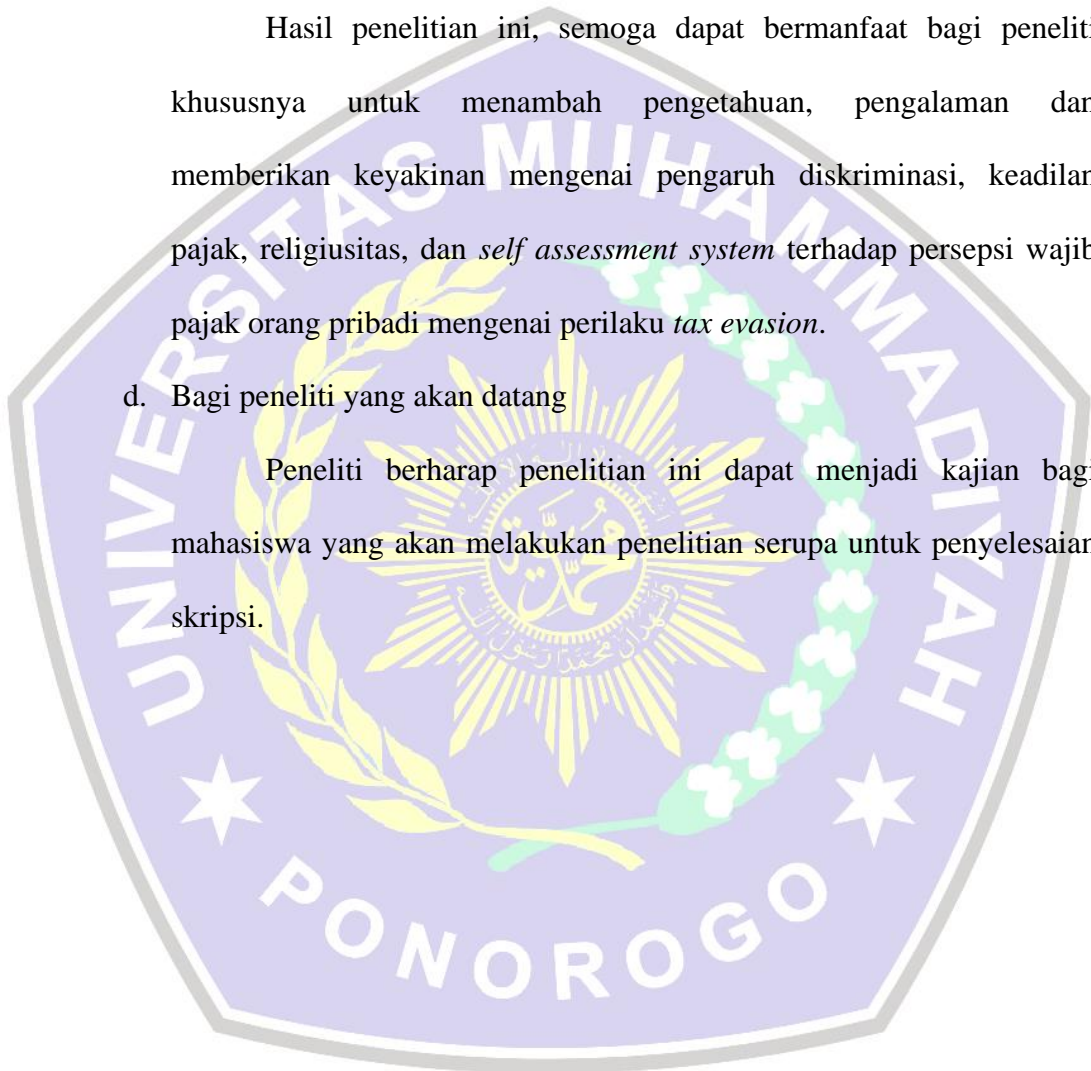 Hasil penelitian ini, semoga dapat bermanfaat bagi peneliti
khususnya untuk menambah pengetahuan, pengalaman dan
memberikan keyakinan mengenai pengaruh diskriminasi, keadilan
pajak, religiusitas, dan self assessment system terhadap persepsi wajib
pajak orang pribadi mengenai perilaku tax evasion.
d. Bagi peneliti yang akan datang
Peneliti berharap penelitian ini dapat menjadi kajian bagi
mahasiswa yang akan melakukan penelitian serupa untuk penyelesaian
skripsi.
UNIVERSITAS MUHAMMADIYAH
PONOROGO
محمدية